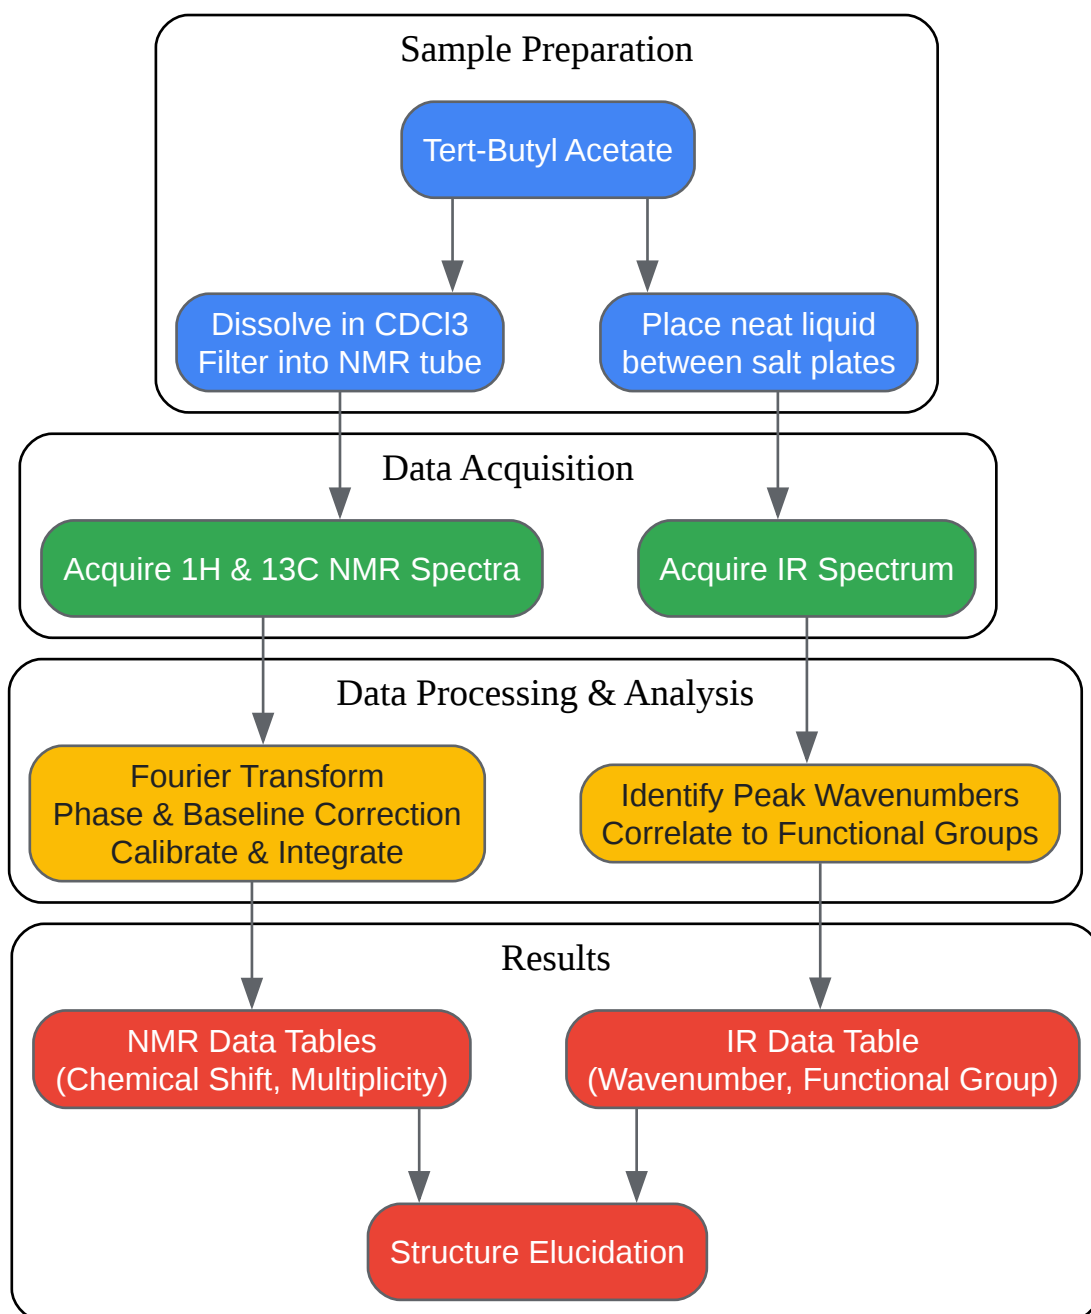 Sample Preparation
Tert-Butyl Acetate
Dissolve in CDCl3
Filter into NMR tube
Place neat liquid
between salt plates
Data Acquisition
Acquire 1H & 13C NMR Spectra
Acquire IR Spectrum
Data Processing & Analysis
Fourier Transform
Phase & Baseline Correction
Calibrate & Integrate
Identify Peak Wavenumbers
Correlate to Functional Groups
Results
NMR Data Tables
(Chemical Shift, Multiplicity)
IR Data Table
(Wavenumber, Functional Group)
Structure Elucidation